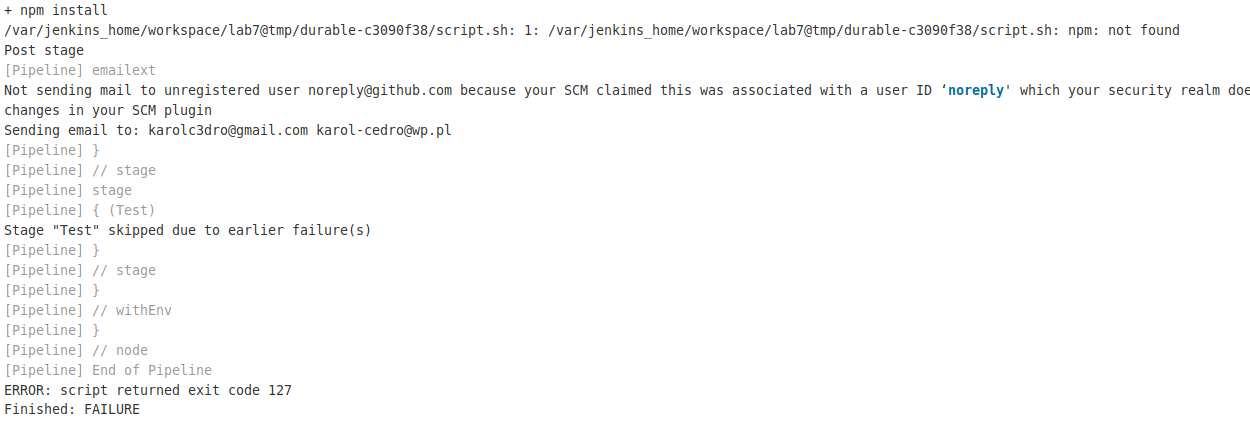 + npm install
/var/jenkins_home/workspace/lab7@tmp/durable-c3090f38/script.sh: 1: /var/jenkins_home/workspace/lab7@tmp/durable-c3090f38/script.sh: npm: not found
Post stage
[Pipeline] emailext
Not sending mail to unregistered user noreply@github.com because your SCM claimed this was associated with a user ID ‘noreply' which your security realm doe
changes in your SCM plugin
Sending email to: karolc3dro@gmail.com karol-cedro@wp.pl
[Pipeline] }
[Pipeline] // stage
[Pipeline] stage
[Pipeline] { (Test)
Stage "Test" skipped due to earlier failure(s)
[Pipeline] }
[Pipeline] // stage
[Pipeline] }
[Pipeline] // withEnv
[Pipeline] }
[Pipeline] // node
[Pipeline] End of Pipeline
ERROR: script returned exit code 127
Finished: FAILURE